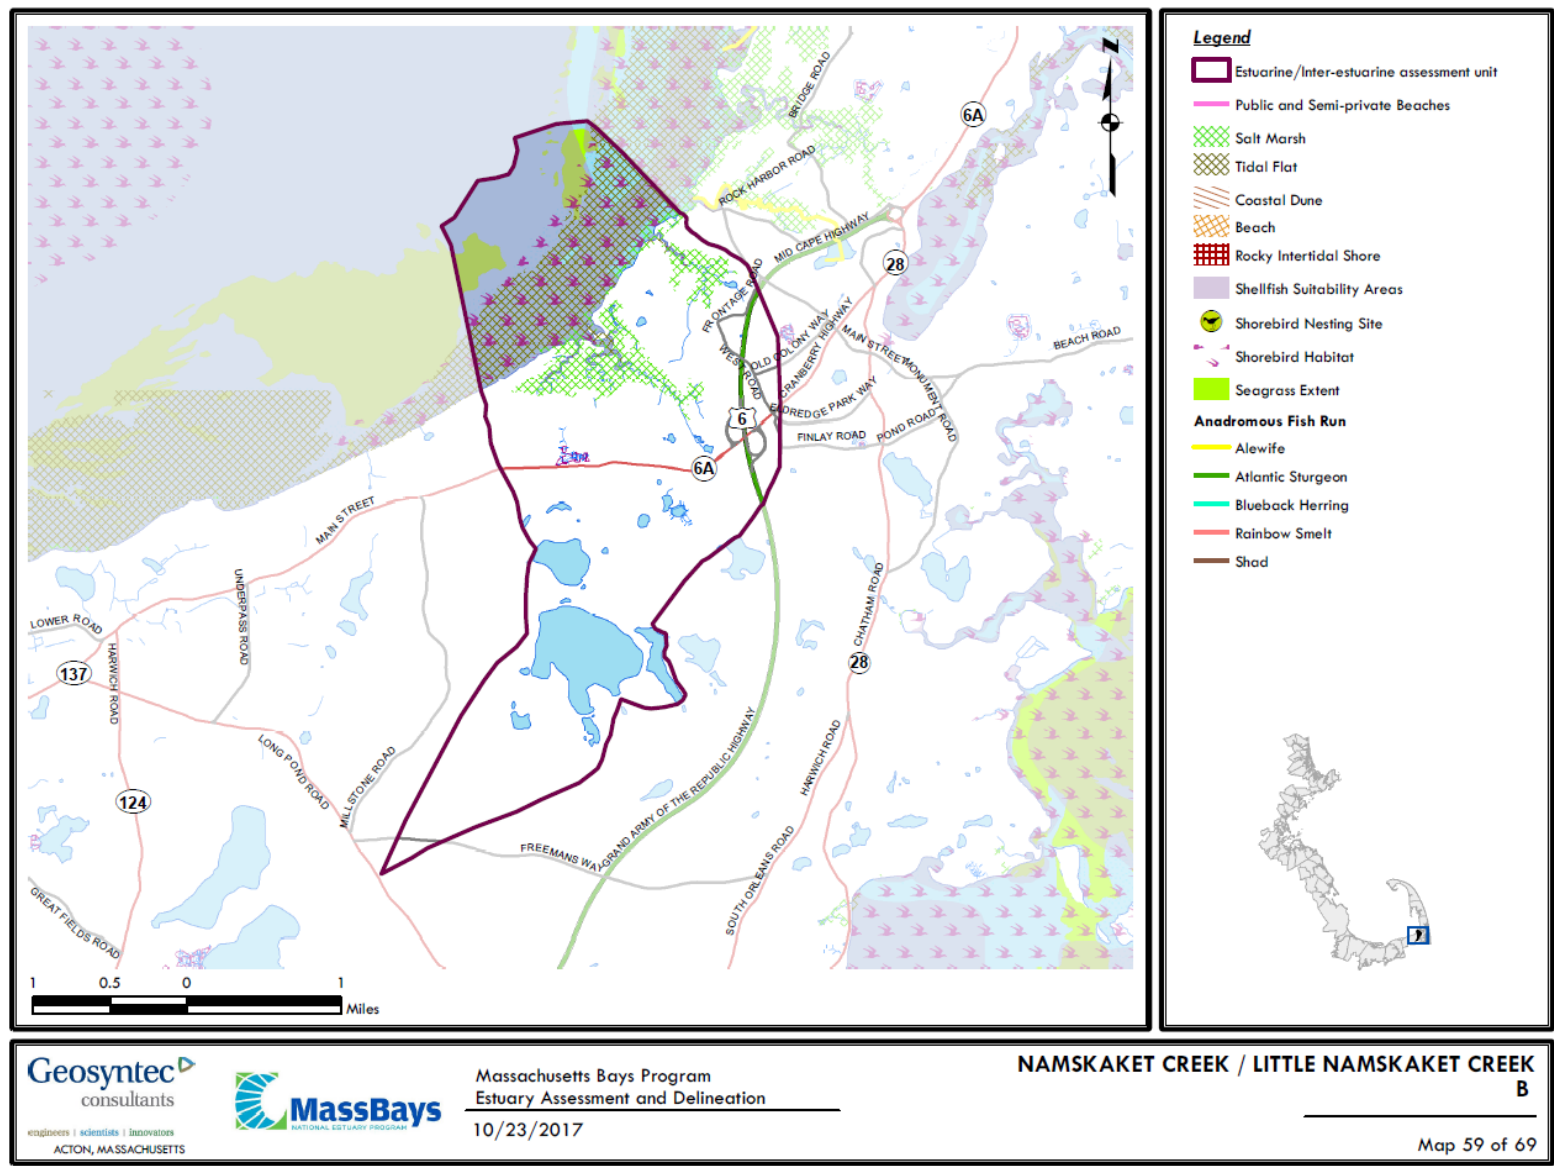 BRIDGE ROAD
6A
N
ROCK HARBOR ROAD
MID CAPE HIGHWAY
28
FRONTAGE ROAD
WEST ROAD
OLD COLONY WAY
CRANBERRY HIGHWAY
MAIN STREET
MONUMENT ROAD
BEACH ROAD
ELDREDGE PARK WAY
6
FINLAY ROAD
POND ROAD
6A
MAIN STREET
UNDERPASS ROAD
LOWER ROAD
HARWICH ROAD
137
CHATHAM ROAD
28
LONG POND ROAD
MILLSTONE ROAD
124
HARWICH ROAD
GRAND ARMY OF THE REPUBLIC HIGHWAY
FREEMANS WAY
SOUTH ORLEANS ROAD
GREAT FIELDS ROAD
1 0.5 0 1
Miles
Legend
Estuarine/Inter-estuarine assessment unit
Public and Semi-private Beaches
Salt Marsh
Tidal Flat
Coastal Dune
Beach
Rocky Intertidal Shore
Shellfish Suitability Areas
Shorebird Nesting Site
Shorebird Habitat
Seagrass Extent
Anadromous Fish Run
Alewife
Atlantic Sturgeon
Blueback Herring
Rainbow Smelt
Shad
Geosyntec
consultants
engineers | scientists | innovators
ACTON, MASSACHUSETTS
MassBays
NATIONAL ESTUARY PROGRAM
Massachusetts Bays Program
Estuary Assessment and Delineation
10/23/2017
NAMSKAKET CREEK / LITTLE NAMSKAKET CREEK
B
Map 59 of 69